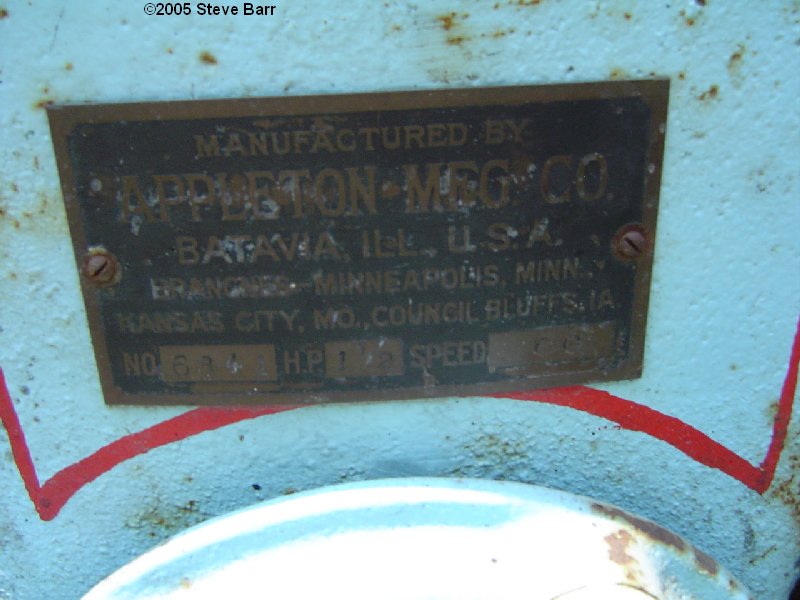 ©2005 Steve Barr
MANUFACTURED BY
APPLETON MFG. CO.
BATAVIA, ILL., U.S.A.
BRANCHES—MINNEAPOLIS, MINN.,
KANSAS CITY, MO., COUNCIL BLUFFS, IA.
NO. H.P. SPEED